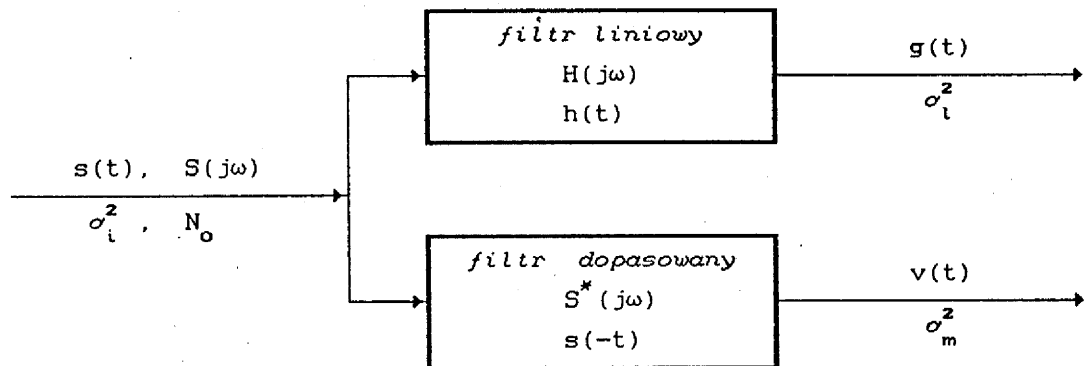 filtr liniowy
H(jω)
h(t)
g(t)
σ_l^2
s(t), S(jω)
σ_i^2 , N_o
filtr dopasowany
S*(jω)
s(-t)
v(t)
σ_m^2